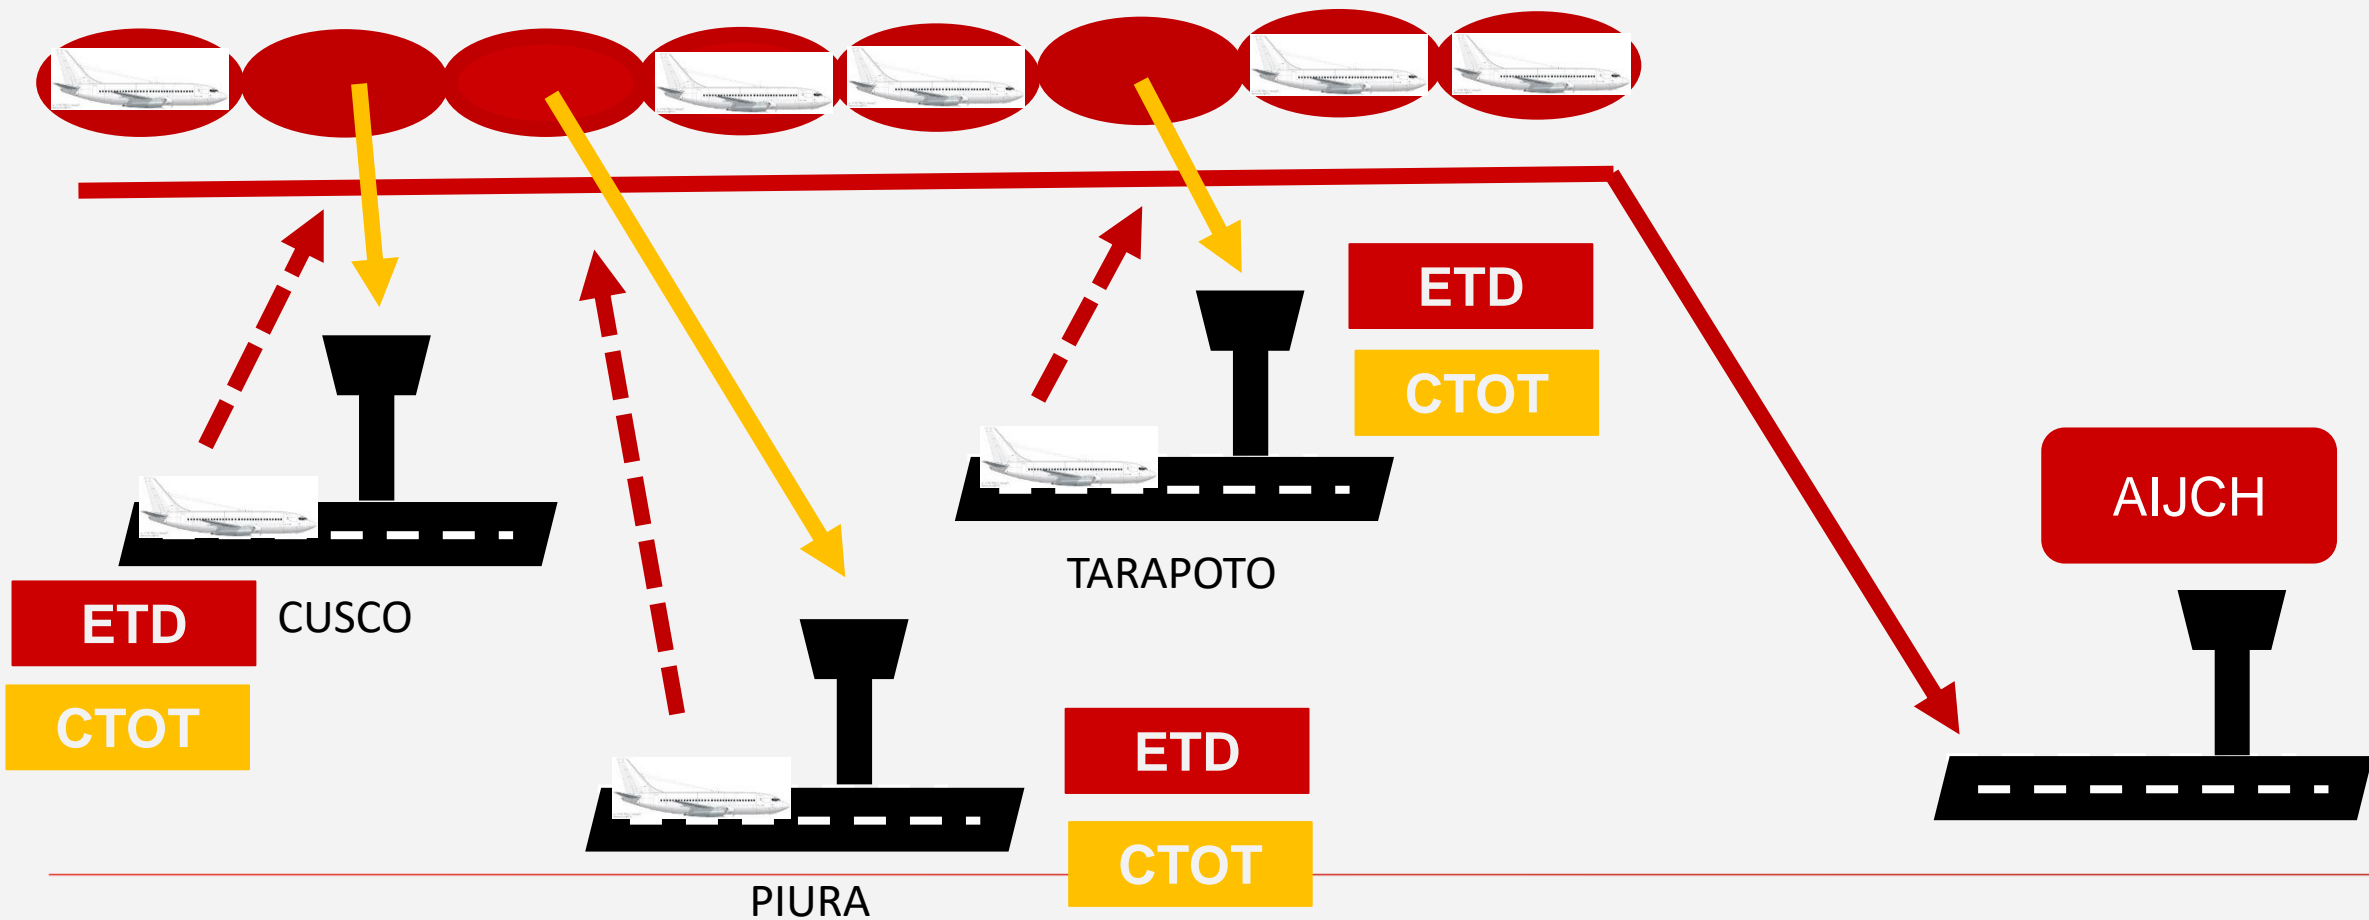 ETD
CTOT
AIJCH
TARAPOTO
ETD
CUSCO
CTOT
ETD
CTOT
PIURA